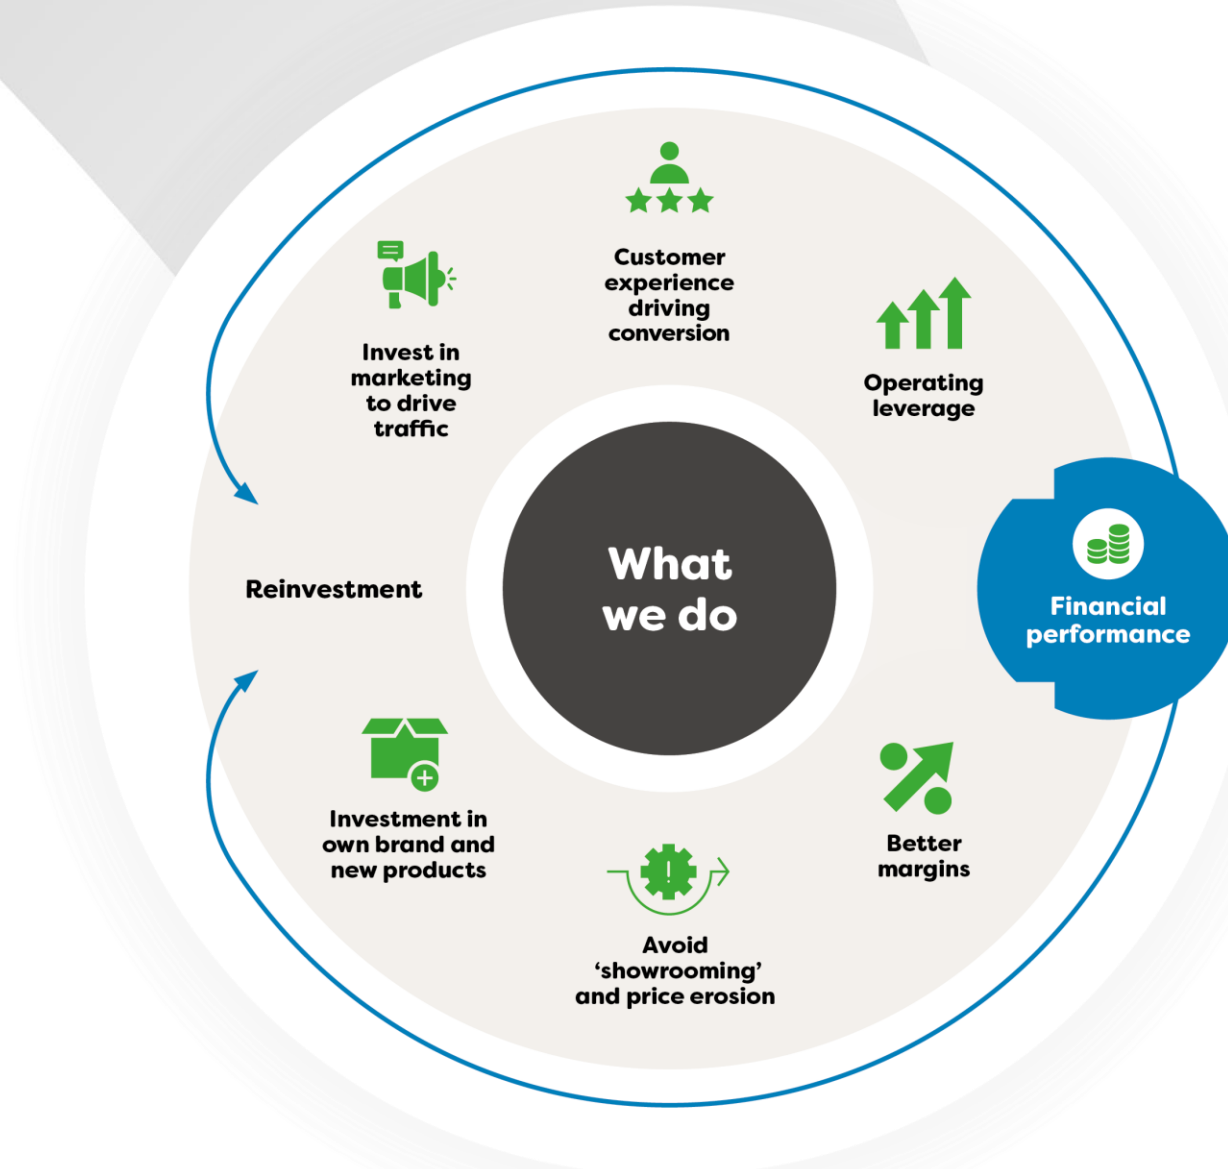 Customer
experience
driving
conversion
Invest in
marketing
to drive
traffic
Operating
leverage
What
we do
Reinvestment
Financial
performance
Investment in
own brand and
new products
Better
margins
Avoid
‘showrooming’
and price erosion